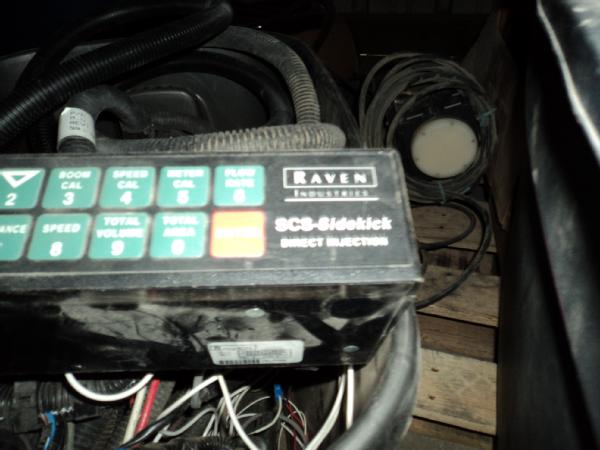 2
BOOM CAL 3
SPEED CAL 4
METER CAL 5
FLOW RATE 6
RAVEN
INDUSTRIES
SPEED 8
TOTAL VOLUME 9
TOTAL AREA 0
ENTER
SCS-Sidekick
DIRECT INJECTION